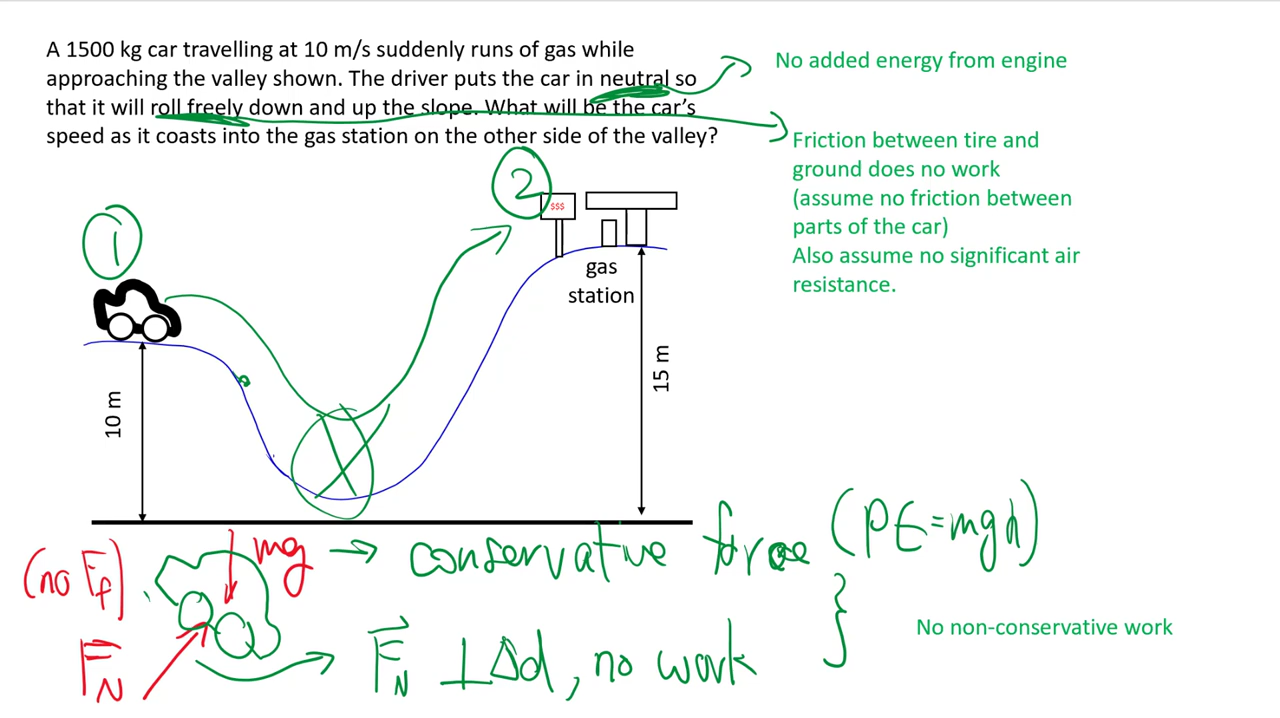 A 1500 kg car travelling at 10 m/s suddenly runs of gas while
approaching the valley shown. The driver puts the car in neutral so
that it will roll freely down and up the slope. What will be the car's
speed as it coasts into the gas station on the other side of the valley?
No added energy from engine
Friction between tire and
ground does no work
(assume no friction between
parts of the car)
Also assume no significant air
resistance.
1
2
$$$
gas
station
10 m
15 m
(no F_f)
mg → conservative force (PE=mgh)
F_N
F_N ⊥ Δd, no work
No non-conservative work